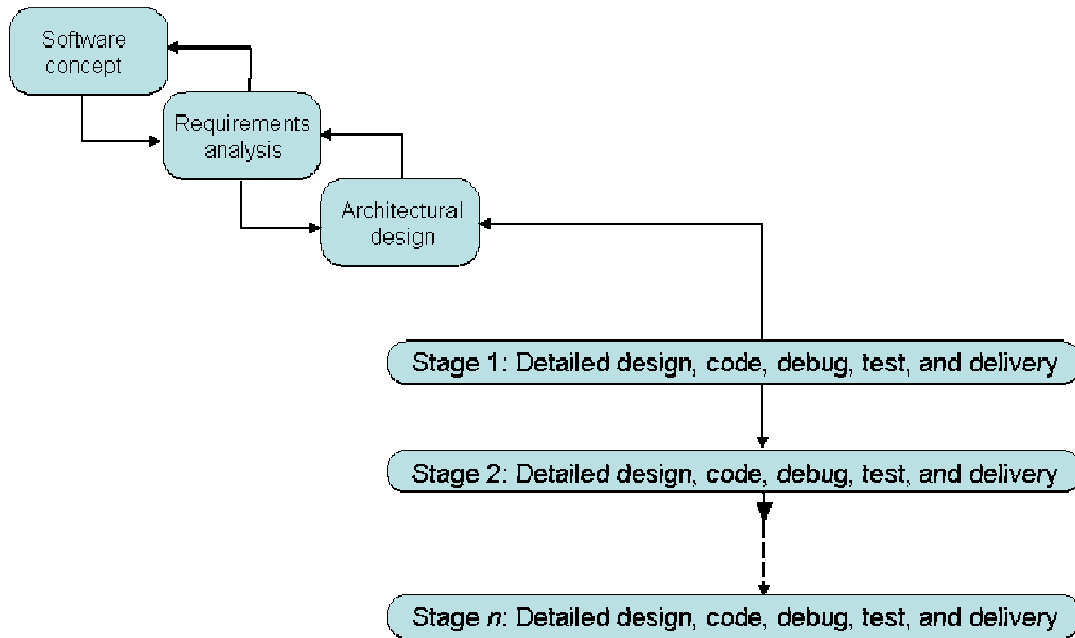 Software
concept
Requirements
analysis
Architectural
design
Stage 1: Detailed design, code, debug, test, and delivery
Stage 2: Detailed design, code, debug, test, and delivery
Stage n: Detailed design, code, debug, test, and delivery